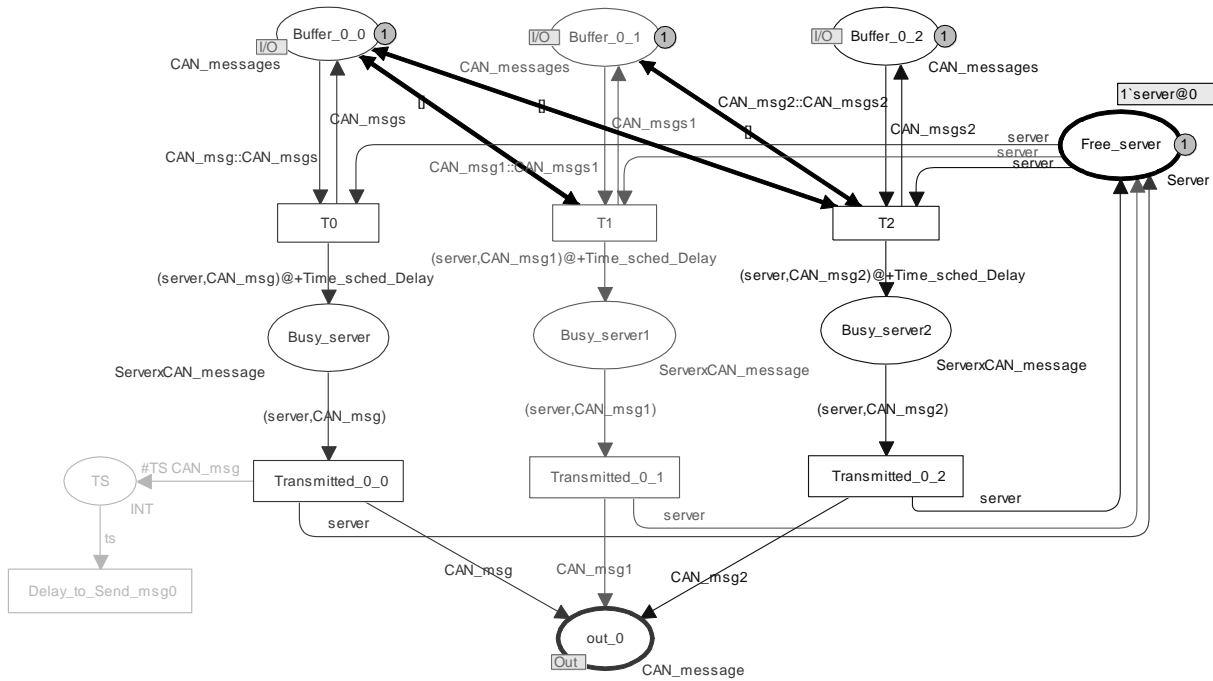 Buffer_0_0
1
I/O
CAN_messages
Buffer_0_1
1
I/O
CAN_messages
Buffer_0_2
1
I/O
CAN_messages
1`server@0
Free_server
1
Server
CAN_msgs
CAN_msg::CAN_msgs
[]
[]
[]
CAN_msgs1
CAN_msg1::CAN_msgs1
CAN_msg2::CAN_msgs2
CAN_msgs2
server
server
server
T0
T1
T2
(server,CAN_msg)@+Time_sched_Delay
(server,CAN_msg1)@+Time_sched_Delay
(server,CAN_msg2)@+Time_sched_Delay
Busy_server
Busy_server1
Busy_server2
ServerxCAN_message
ServerxCAN_message
ServerxCAN_message
(server,CAN_msg)
(server,CAN_msg1)
(server,CAN_msg2)
TS
#TS CAN_msg
INT
Transmitted_0_0
Transmitted_0_1
Transmitted_0_2
server
server
server
ts
Delay_to_Send_msg0
CAN_msg
CAN_msg1
CAN_msg2
out_0
Out
CAN_message